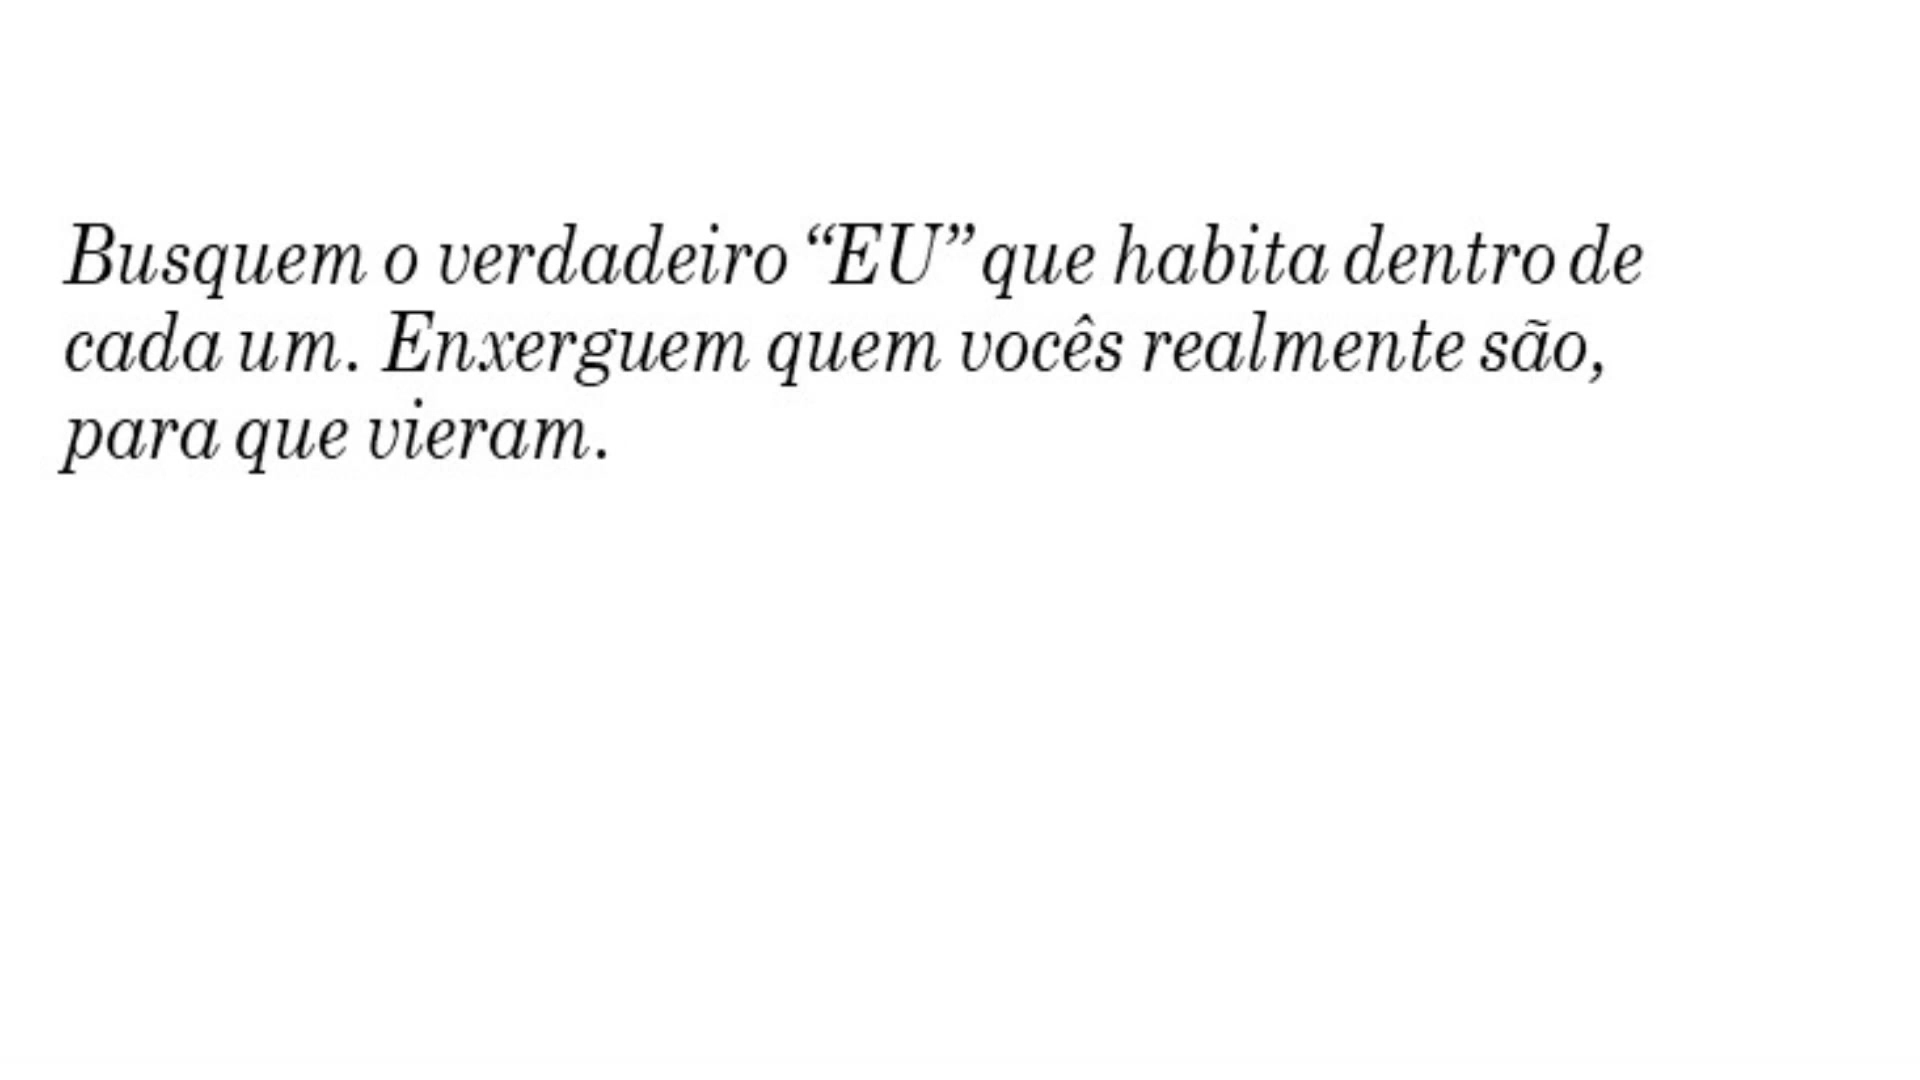 Busquem o verdadeiro “EU” que habita dentro de
cada um. Enxerguem quem vocês realmente são,
para que vieram.